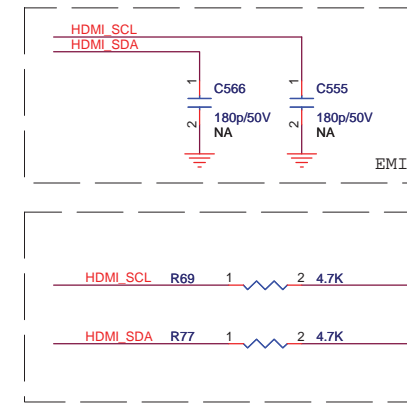 HDMI_SCL
HDMI_SDA
1 C566 1 C555
2 180p/50V 2 180p/50V
NA NA
EMI
HDMI_SCL R69 1 2 4.7K
HDMI_SDA R77 1 2 4.7K